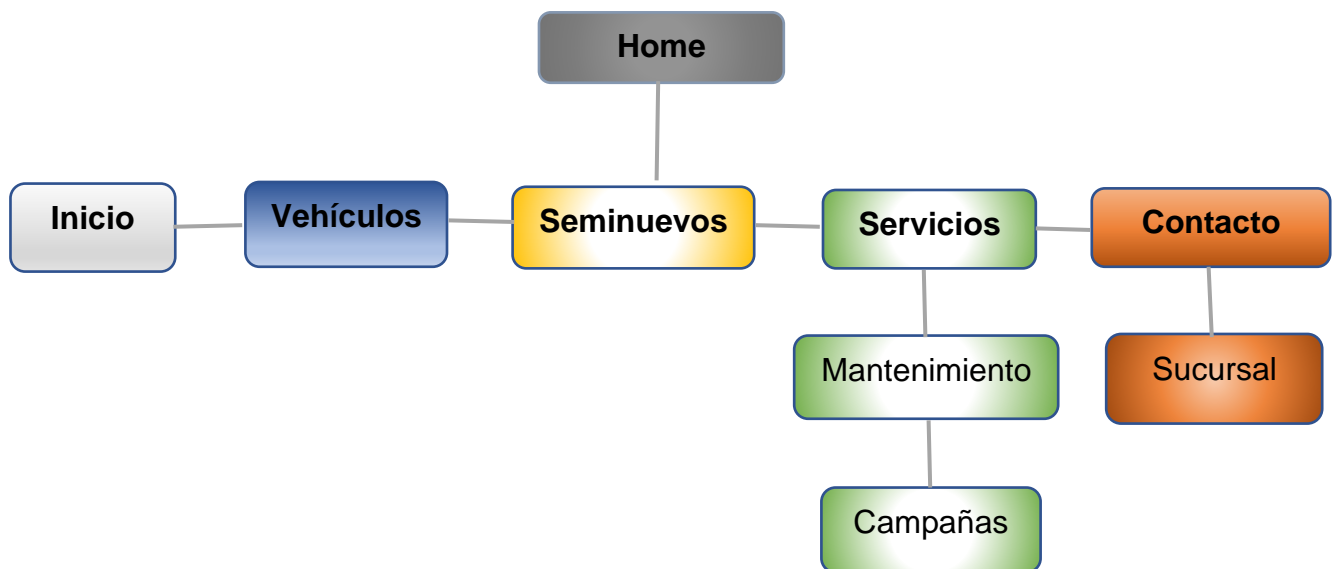 Home
Inicio
Vehículos
Seminuevos
Servicios
Contacto
Mantenimiento
Sucursal
Campañas